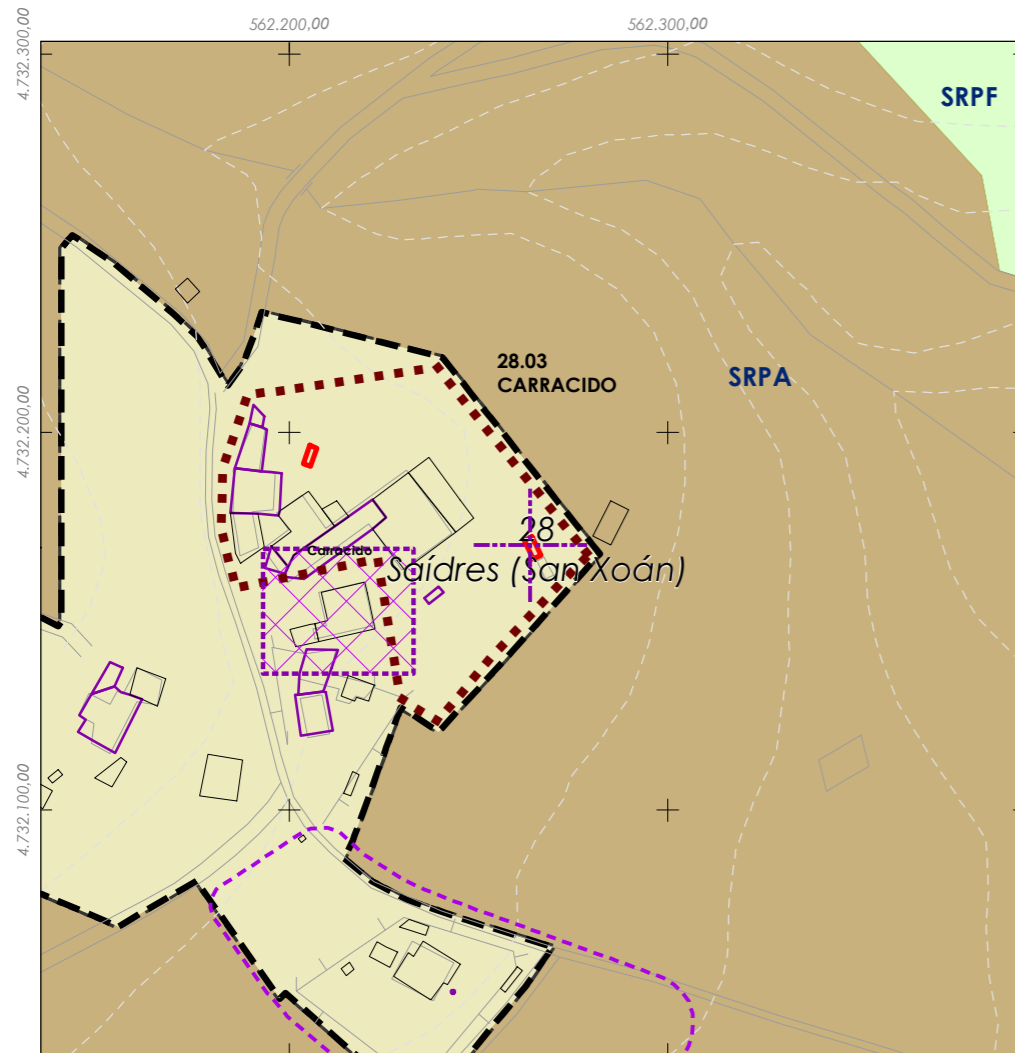 562.200,00
562.300,00
4.732.300,00
SRPF
28.03
CARRACIDO
SRPA
4.732.200,00
28
Carracido
Saídres (San Xoán)
4.732.100,00